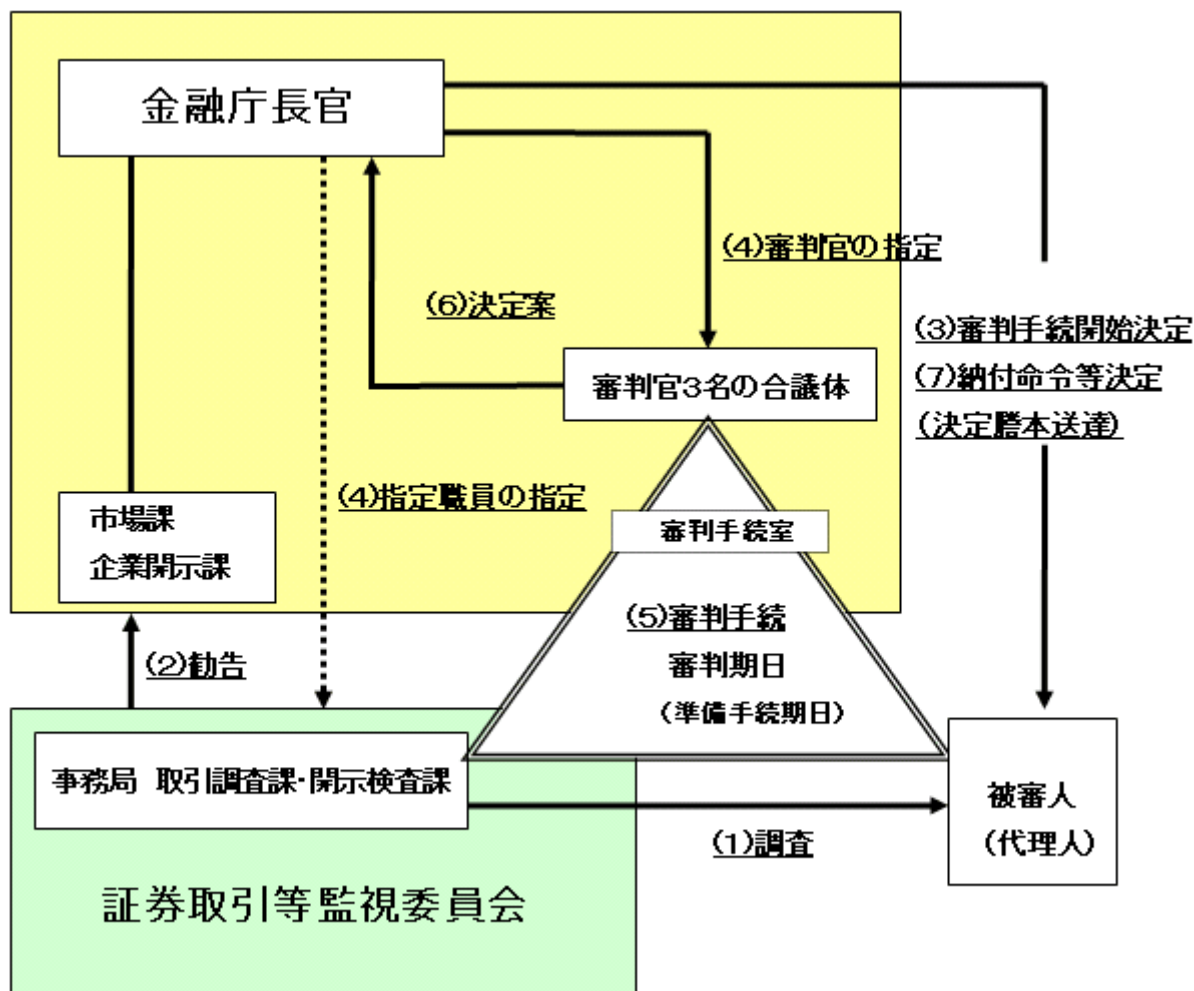 金融庁長官
(4)審判官の指定
(6)決定案
(3)審判手続開始決定
(7)納付命令等決定
(決定謄本送達)
審判官3名の合議体
(4)指定職員の指定
市場課
企業開示課
審判手続室
(5)審判手続
審判期日
(準備手続期日)
(2)勧告
事務局 取引調査課・開示検査課
(1)調査
被審人
(代理人)
証券取引等監視委員会